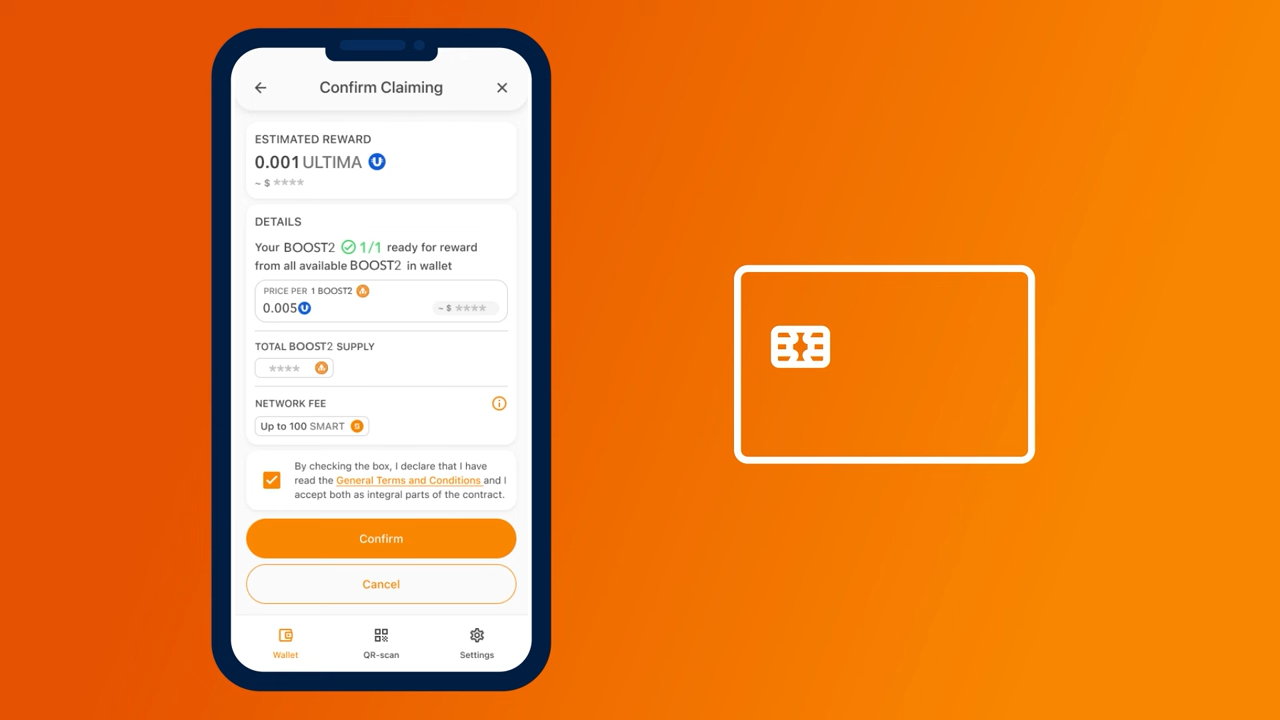 Confirm Claiming
ESTIMATED REWARD
0.001 ULTIMA
~ $ ****
DETAILS
Your BOOST2 1/1 ready for reward
from all available BOOST2 in wallet
PRICE PER 1 BOOST2
0.005 ~ $ ****
TOTAL BOOST2 SUPPLY
****
NETWORK FEE
Up to 100 SMART
By checking the box, I declare that I have
read the General Terms and Conditions and I
accept both as integral parts of the contract.
Confirm
Cancel
Wallet QR-scan Settings